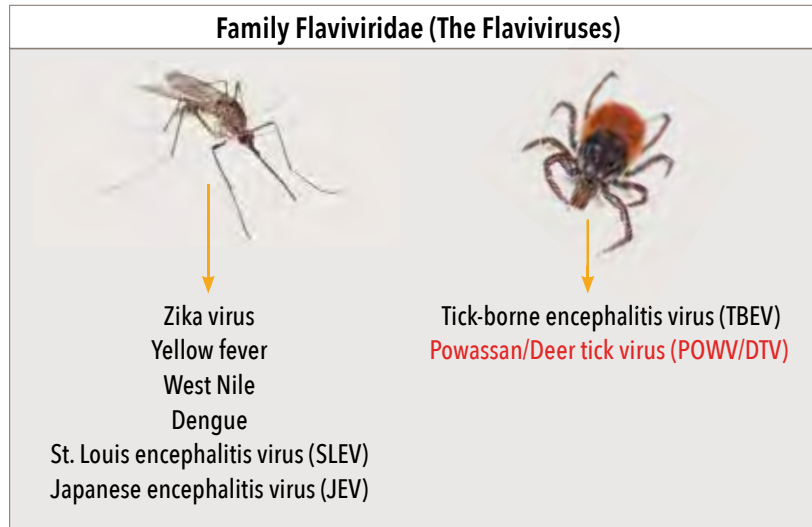 Family Flaviviridae (The Flaviviruses)
Zika virus
Yellow fever
West Nile
Dengue
St. Louis encephalitis virus (SLEV)
Japanese encephalitis virus (JEV)
Tick-borne encephalitis virus (TBEV)
Powassan/Deer tick virus (POWV/DTV)